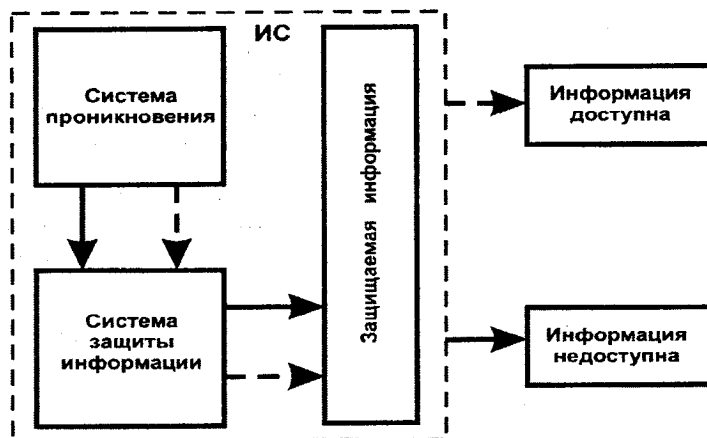 ИС
Система
проникновения
Защищаемая информация
Информация
доступна
Система
защиты
информации
Информация
недоступна